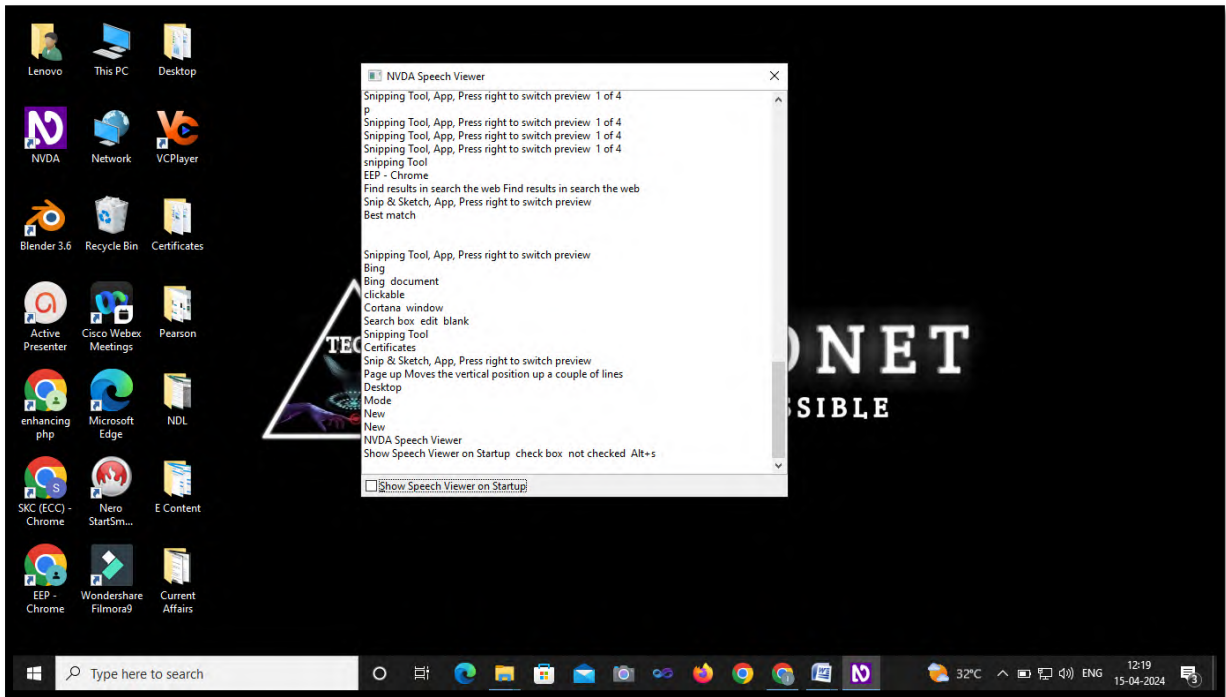 Lenovo
This PC
Desktop
NVDA
Network
VCPlayer
Blender 3.6
Recycle Bin
Certificates
Active
Presenter
Cisco Webex
Meetings
Pearson
enhancing
php
Microsoft
Edge
NDL
SKC (ECC) -
Chrome
Nero
StartSm...
E Content
EEP -
Chrome
Wondershare
Filmora9
Current
Affairs
NVDA Speech Viewer
Snipping Tool, App, Press right to switch preview 1 of 4
p
Snipping Tool, App, Press right to switch preview 1 of 4
Snipping Tool, App, Press right to switch preview 1 of 4
Snipping Tool, App, Press right to switch preview 1 of 4
snipping Tool
EEP - Chrome
Find results in search the web Find results in search the web
Snip & Sketch, App, Press right to switch preview
Best match
Snipping Tool, App, Press right to switch preview
Bing
Bing document
clickable
Cortana window
Search box edit blank
Snipping Tool
Certificates
Snip & Sketch, App, Press right to switch preview
Page up Moves the vertical position up a couple of lines
Desktop
Mode
New
New
NVDA Speech Viewer
Show Speech Viewer on Startup check box not checked Alt+s
Show Speech Viewer on Startup
TEC
NET
SSIBLE
Type here to search
32°C
ENG
12:19
15-04-2024
3